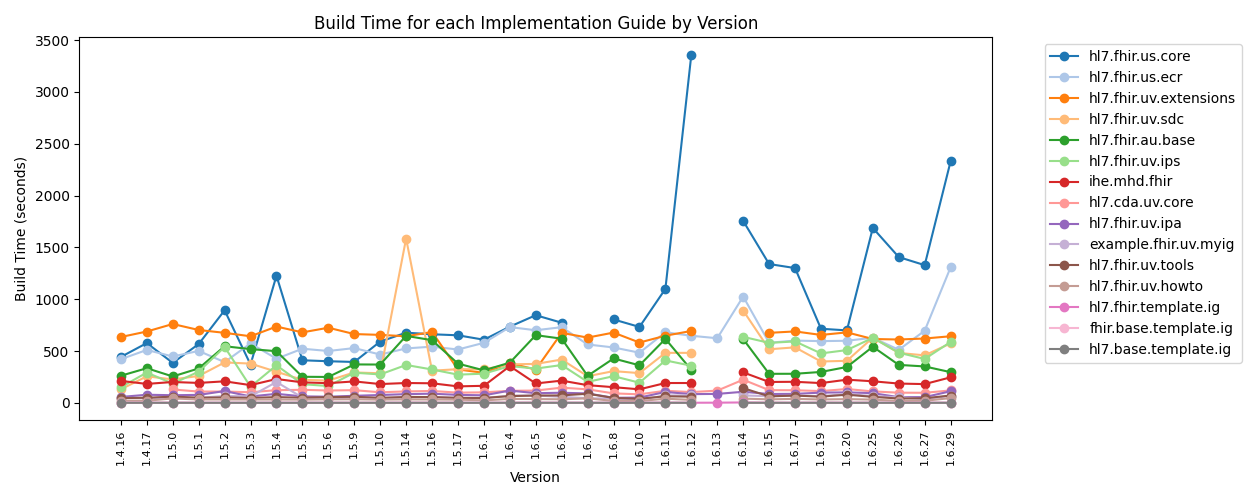 Build Time for each Implementation Guide by Version
3500
3000
2500
2000
1500
1000
500
0
Build Time (seconds)
1.4.16
1.4.17
1.5.0
1.5.1
1.5.2
1.5.3
1.5.4
1.5.5
1.5.6
1.5.9
1.5.10
1.5.14
1.5.16
1.5.17
1.6.1
1.6.4
1.6.5
1.6.6
1.6.7
1.6.8
1.6.10
1.6.11
1.6.12
1.6.13
1.6.14
1.6.15
1.6.17
1.6.19
1.6.20
1.6.25
1.6.26
1.6.27
1.6.29
Version
hl7.fhir.us.core
hl7.fhir.us.ecr
hl7.fhir.uv.extensions
hl7.fhir.uv.sdc
hl7.fhir.au.base
hl7.fhir.uv.ips
ihe.mhd.fhir
hl7.cda.uv.core
hl7.fhir.uv.ipa
example.fhir.uv.myig
hl7.fhir.uv.tools
hl7.fhir.uv.howto
hl7.fhir.template.ig
fhir.base.template.ig
hl7.base.template.ig